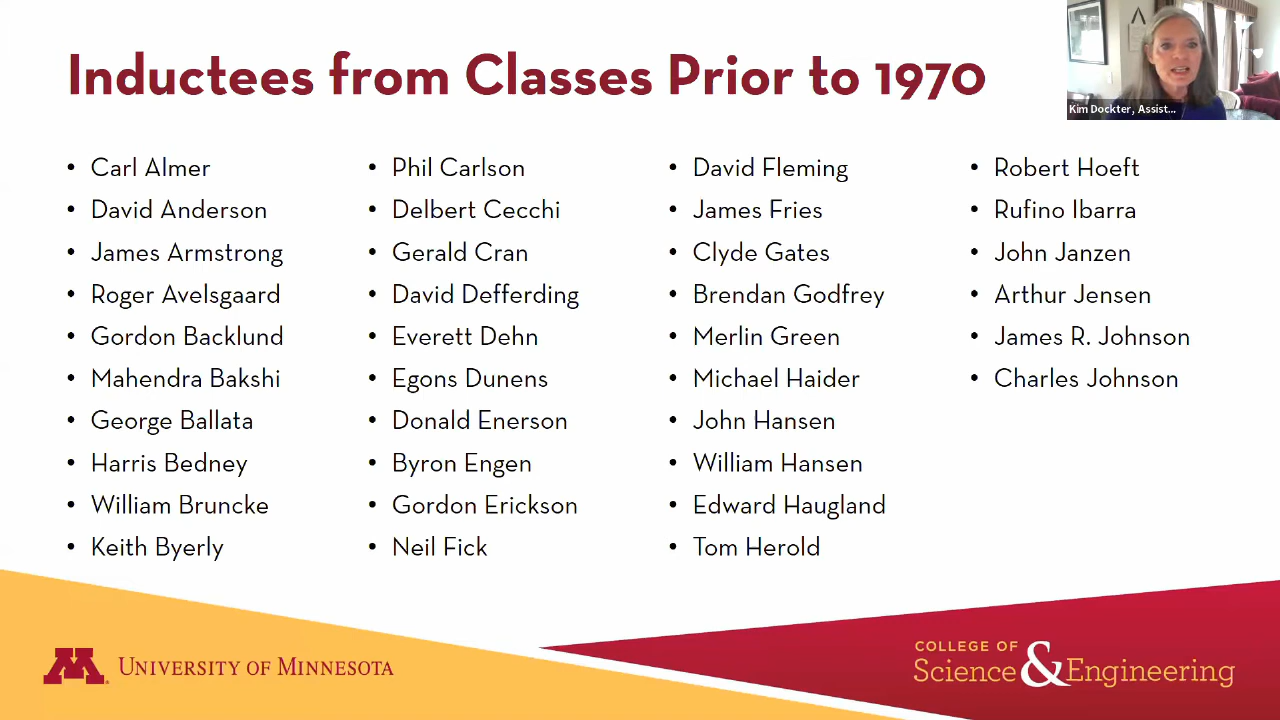 Inductees from Classes Prior to 1970
Kim Dockter, Assist...
• Carl Almer
• David Anderson
• James Armstrong
• Roger Avelsgaard
• Gordon Backlund
• Mahendra Bakshi
• George Ballata
• Harris Bedney
• William Bruncke
• Keith Byerly
• Phil Carlson
• Delbert Cecchi
• Gerald Cran
• David Defferding
• Everett Dehn
• Egons Dunens
• Donald Enerson
• Byron Engen
• Gordon Erickson
• Neil Fick
• David Fleming
• James Fries
• Clyde Gates
• Brendan Godfrey
• Merlin Green
• Michael Haider
• John Hansen
• William Hansen
• Edward Haugland
• Tom Herold
• Robert Hoeft
• Rufino Ibarra
• John Janzen
• Arthur Jensen
• James R. Johnson
• Charles Johnson
M University of Minnesota
COLLEGE OF
Science & Engineering